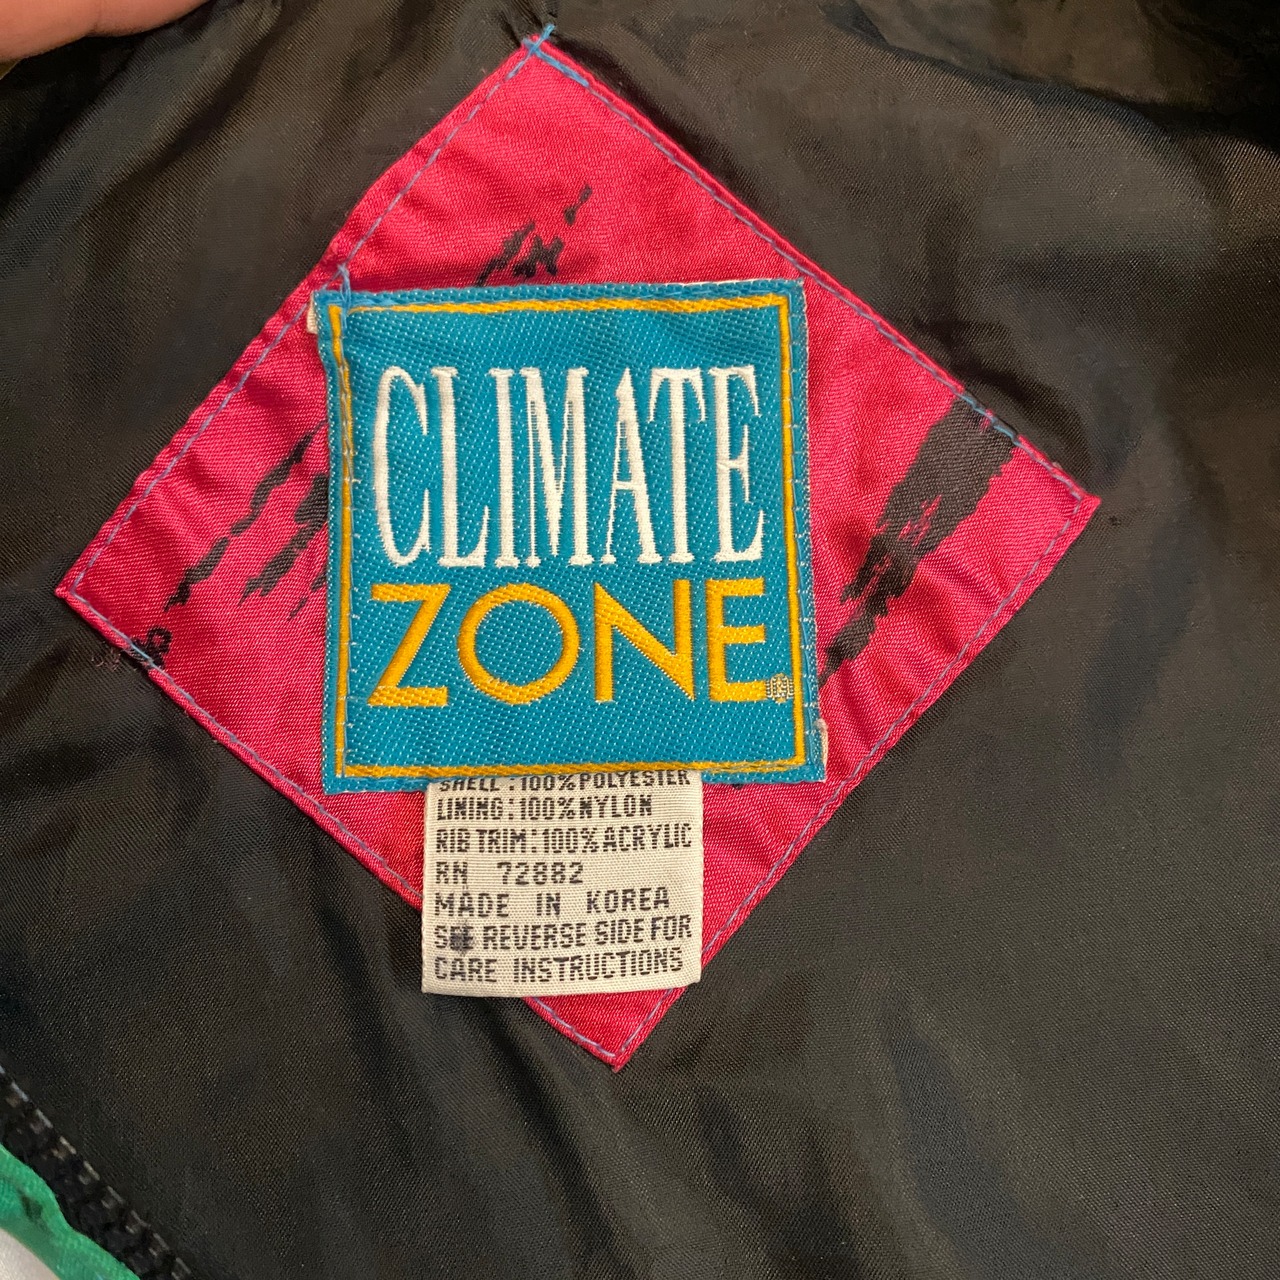 CLIMATE
ZONE®
SHELL : 100% POLYESTER
LINING : 100% NYLON
RIB TRIM : 100% ACRYLIC
RN 72882
MADE IN KOREA
SEE REVERSE SIDE FOR
CARE INSTRUCTIONS